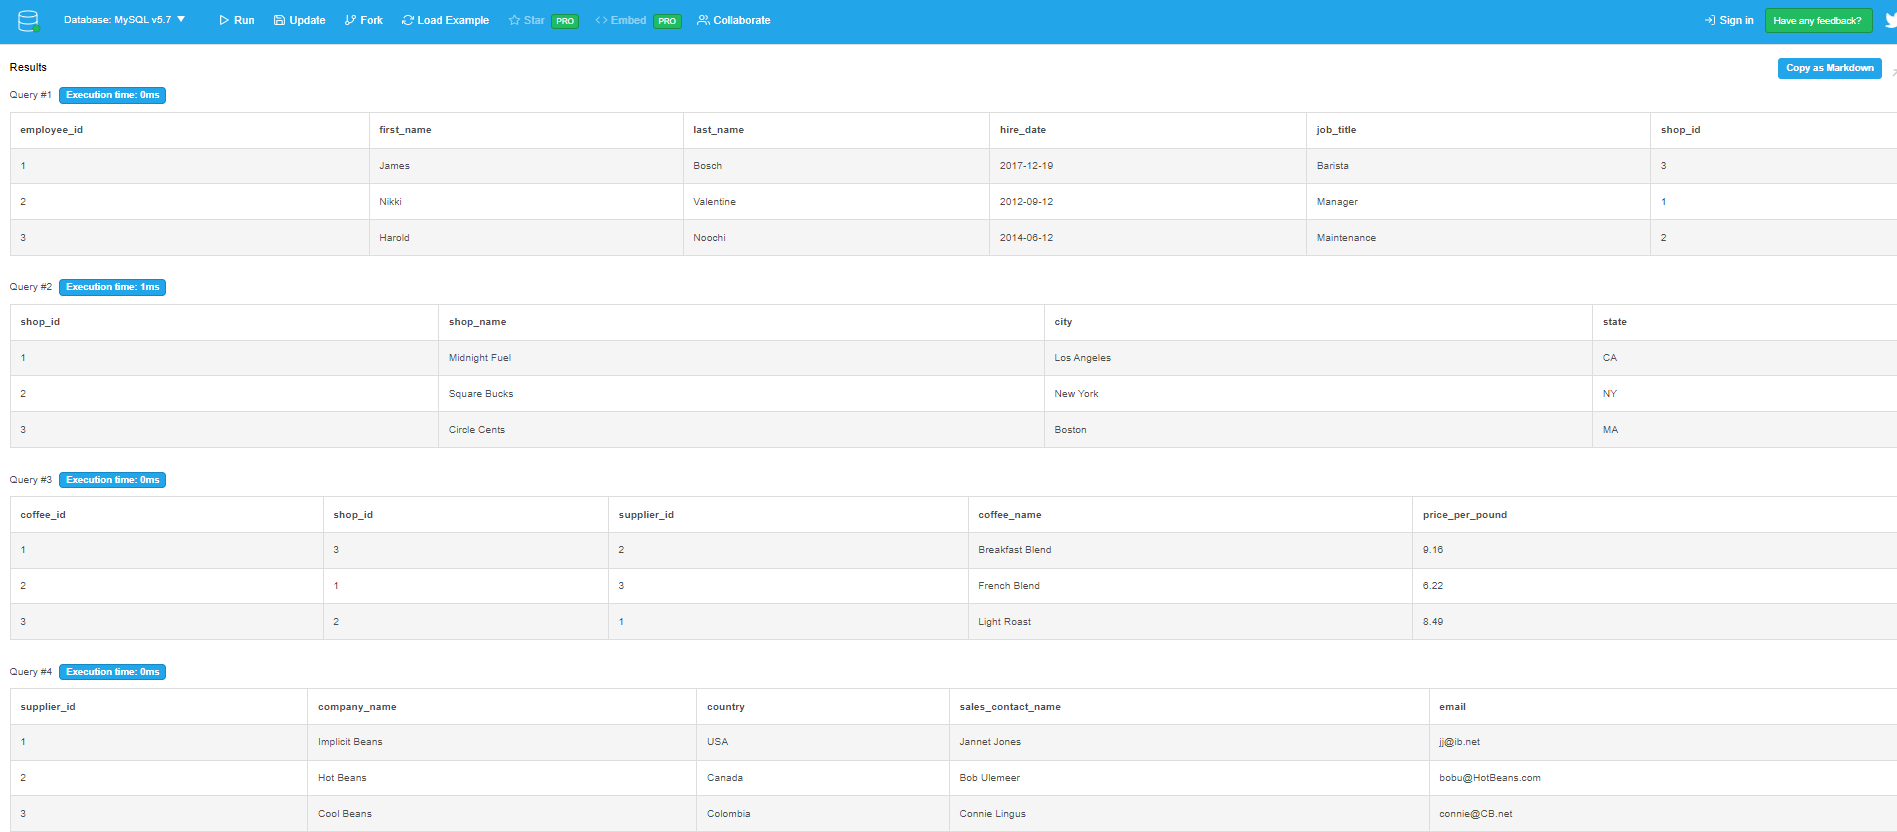 Database: MySQL v5.7 ▼ Run Update Fork Load Example Star PRO Embed PRO Collaborate Sign in Have any feedback?
Results Copy as Markdown
Query #1 Execution time: 0ms
employee_id first_name last_name hire_date job_title shop_id
1 James Bosch 2017-12-19 Barista 3
2 Nikki Valentine 2012-09-12 Manager 1
3 Harold Noochi 2014-06-12 Maintenance 2
Query #2 Execution time: 1ms
shop_id shop_name city state
1 Midnight Fuel Los Angeles CA
2 Square Bucks New York NY
3 Circle Cents Boston MA
Query #3 Execution time: 0ms
coffee_id shop_id supplier_id coffee_name price_per_pound
1 3 2 Breakfast Blend 9.16
2 1 3 French Blend 6.22
3 2 1 Light Roast 8.49
Query #4 Execution time: 0ms
supplier_id company_name country sales_contact_name email
1 Implicit Beans USA Jannet Jones jj@ib.net
2 Hot Beans Canada Bob Ulemeer bobu@HotBeans.com
3 Cool Beans Colombia Connie Lingus connie@CB.net